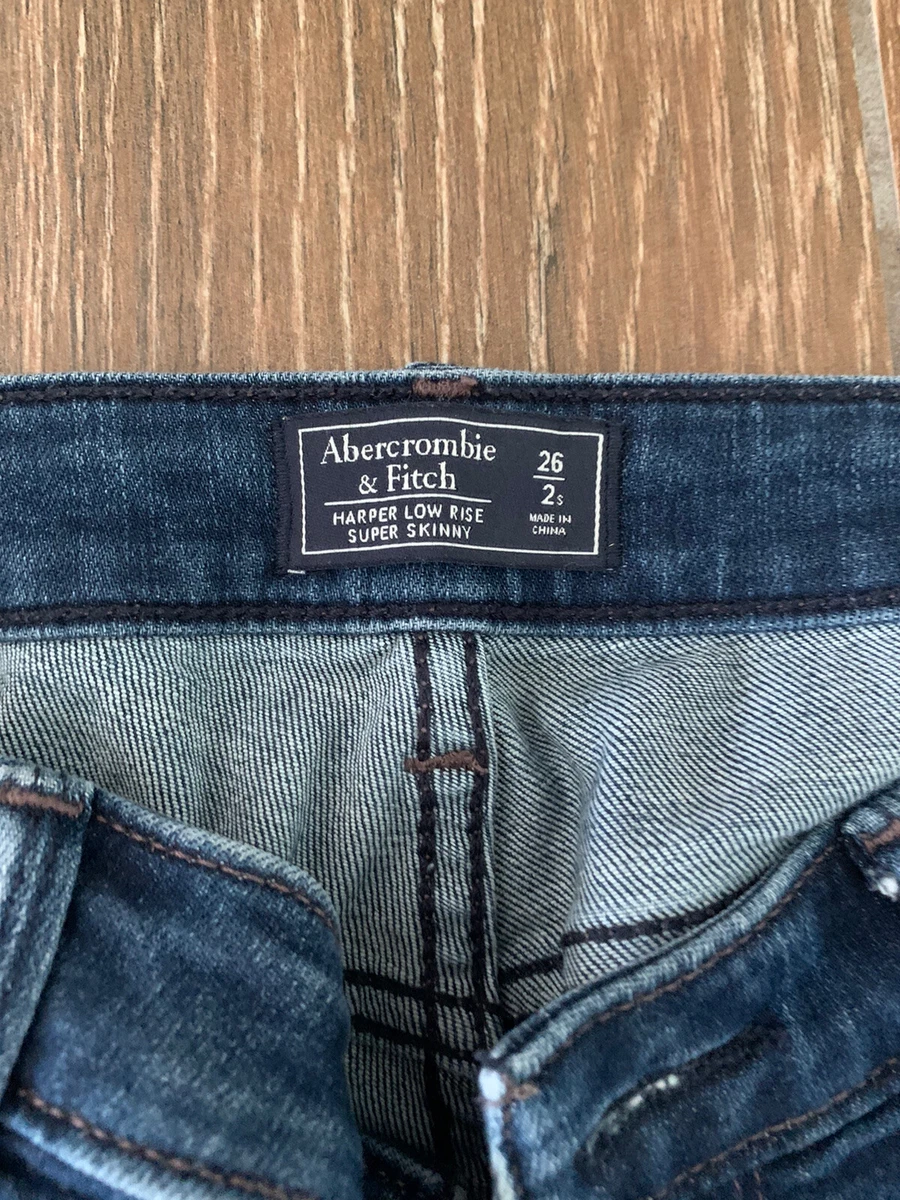 Abercrombie
& Fitch
HARPER LOW RISE
SUPER SKINNY
26
2s
MADE IN
CHINA